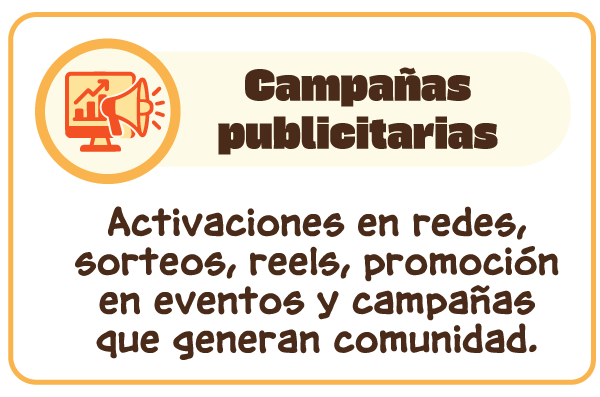 Campañas
publicitarias
Activaciones en redes,
sorteos, reels, promoción
en eventos y campañas
que generan comunidad.